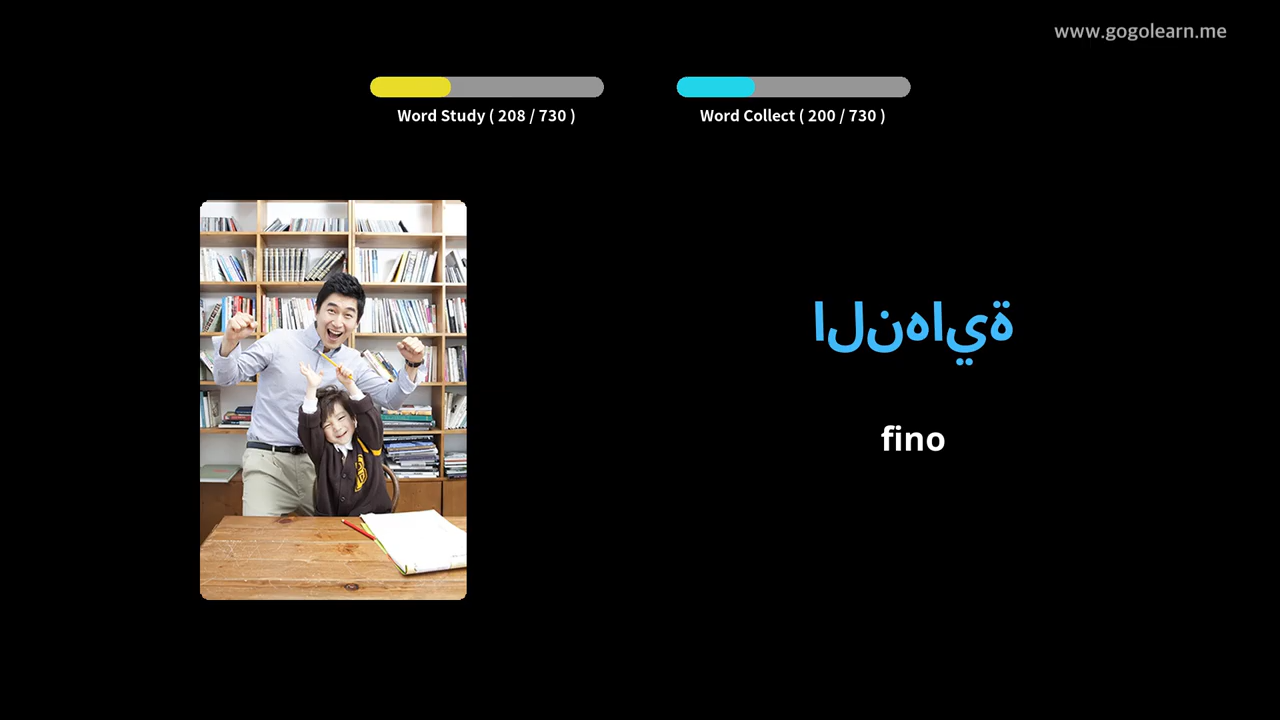 www.gogolearn.me
Word Study ( 208 / 730 )
Word Collect ( 200 / 730 )
النهاية
fino